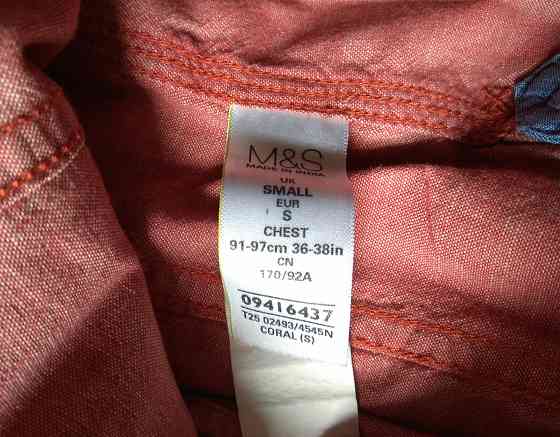 M&S
MADE IN INDIA
UK
SMALL
EUR
S
CHEST
91-97cm 36-38in
CN
170/92A
09416437
T25 02493/4545N
CORAL (S)